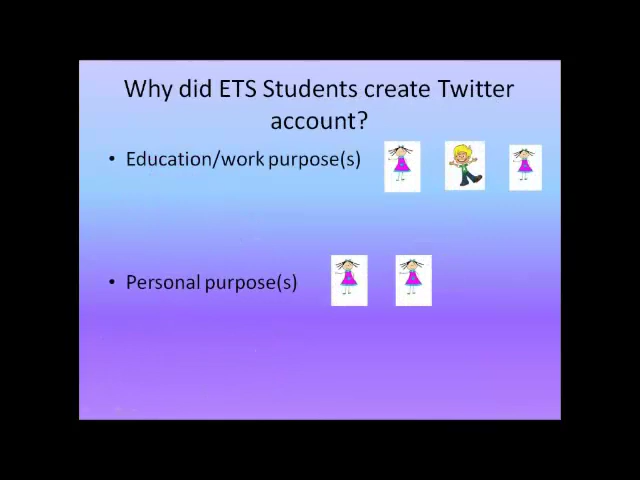 Why did ETS Students create Twitter
account?
• Education/work purpose(s)
• Personal purpose(s)